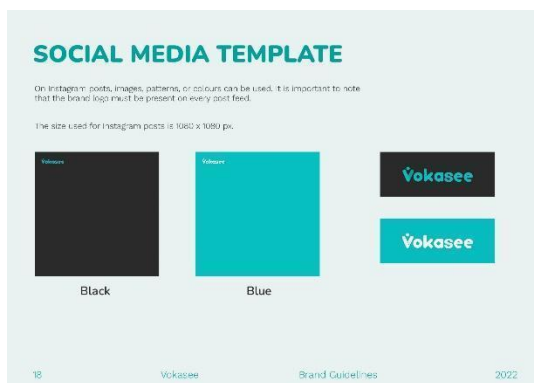 SOCIAL MEDIA TEMPLATE
On Instagram posts, images, patterns, or colours can be used. It is important to note
that the brand logo must be present on every post feed.
The size used for Instagram posts is 1080 x 1080 px.
Vokasee
Vokasee
Vokasee
Vokasee
Black
Blue
18
Vokasee
Brand Guidelines
2022